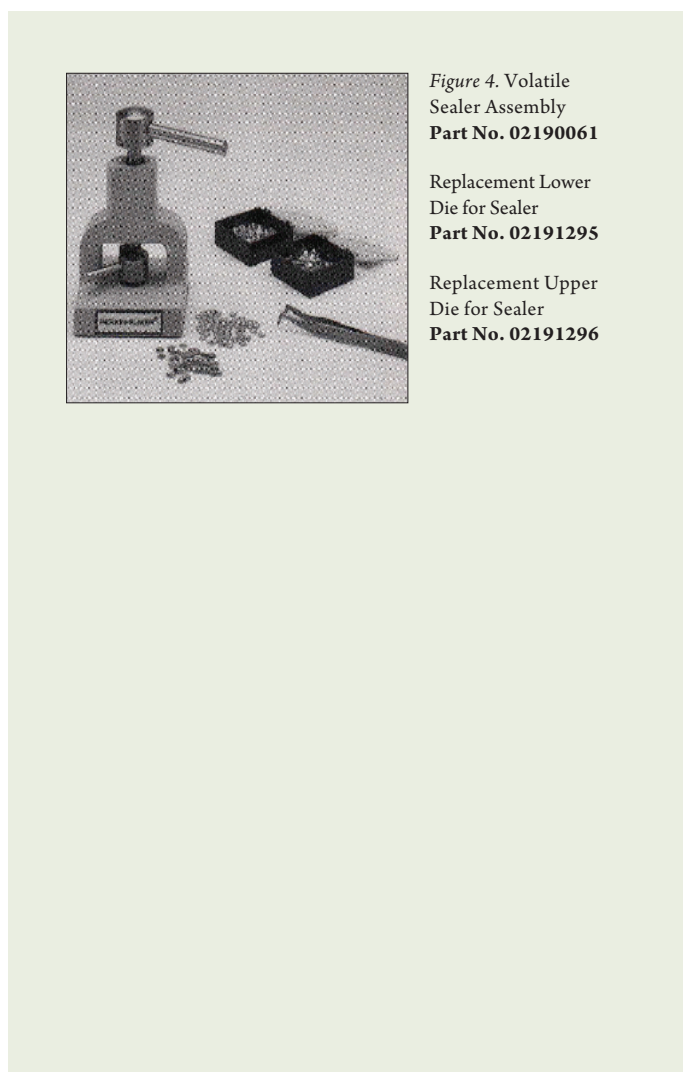 Figure 4. Volatile
Sealer Assembly
Part No. 02190061
Replacement Lower
Die for Sealer
Part No. 02191295
Replacement Upper
Die for Sealer
Part No. 02191296